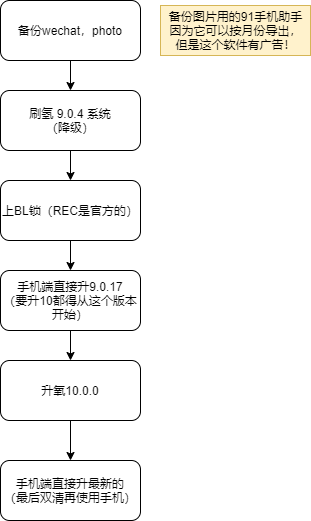 备份wechat，photo
备份图片用的91手机助手
因为它可以按月份导出，
但是这个软件有广告！
刷氢 9.0.4 系统
（降级）
上BL锁（REC是官方的）
手机端直接升9.0.17
（要升10都得从这个版本
开始）
升氧10.0.0
手机端直接升最新的
（最后双清再使用手机）